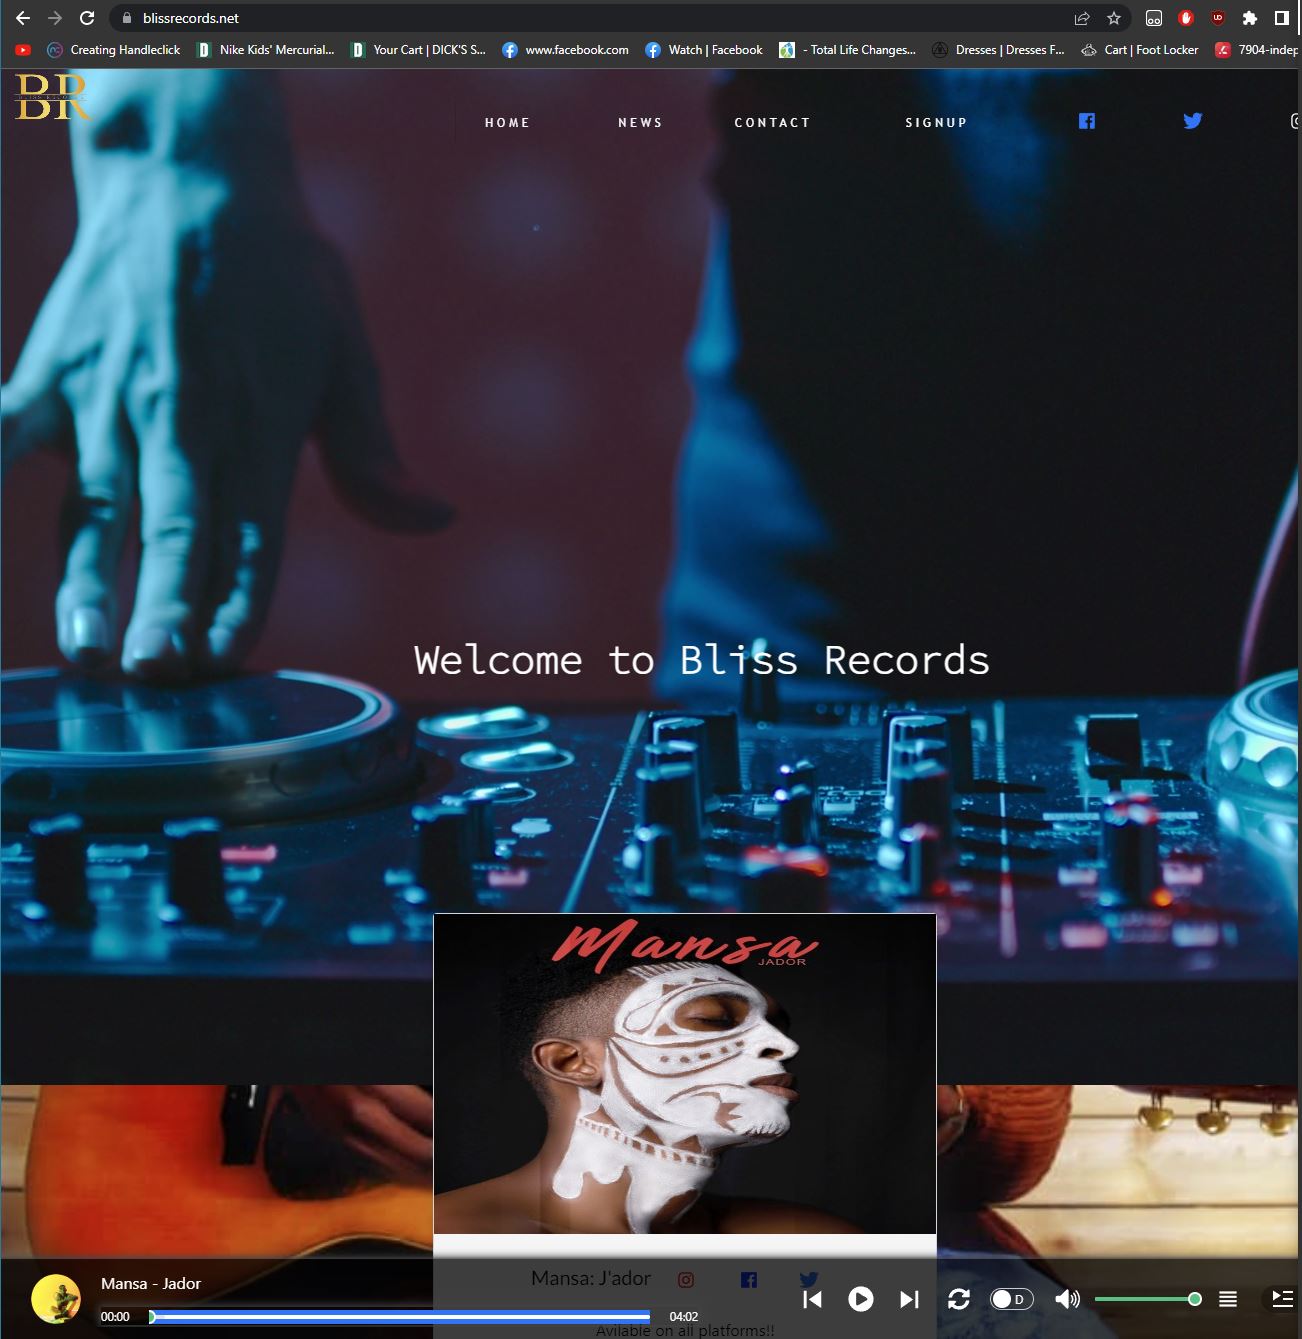 blissrecords.net
Creating Handleclick
Nike Kids' Mercurial...
Your Cart | DICK'S S...
www.facebook.com
Watch | Facebook
- Total Life Changes...
Dresses | Dresses F...
Cart | Foot Locker
7904-indep
BR
BLISS RECORDS
HOME
NEWS
CONTACT
SIGNUP
Welcome to Bliss Records
Mansa
JADOR
Mansa - Jador
Mansa: J'ador
00:00
04:02
D
Avilable on all platforms!!